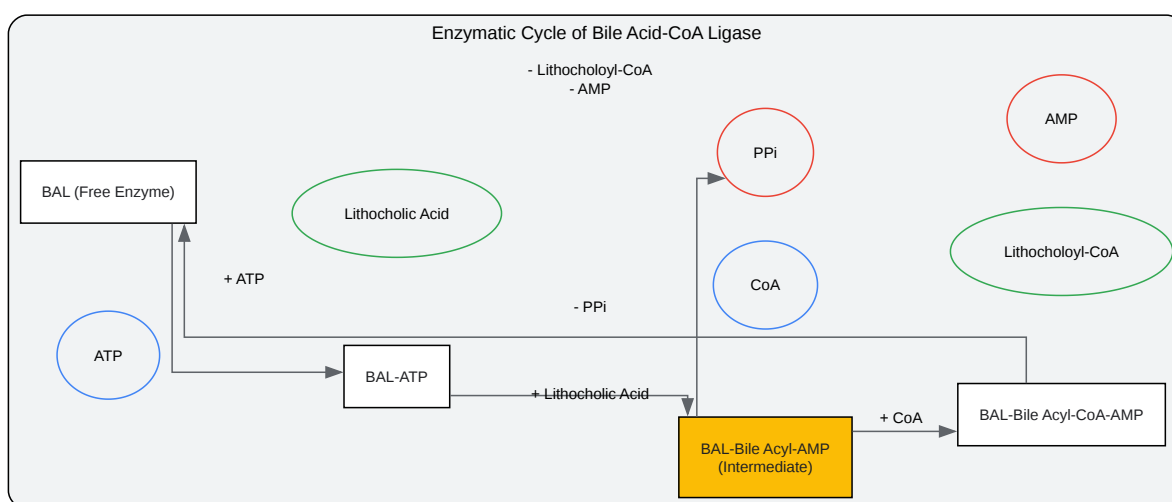 Enzymatic Cycle of Bile Acid-CoA Ligase
- Lithocholoyl-CoA
- AMP
AMP
PPi
BAL (Free Enzyme)
Lithocholic Acid
Lithocholoyl-CoA
+ ATP
CoA
- PPi
ATP
BAL-ATP
+ Lithocholic Acid
BAL-Bile Acyl-AMP
(Intermediate)
+ CoA
BAL-Bile Acyl-CoA-AMP